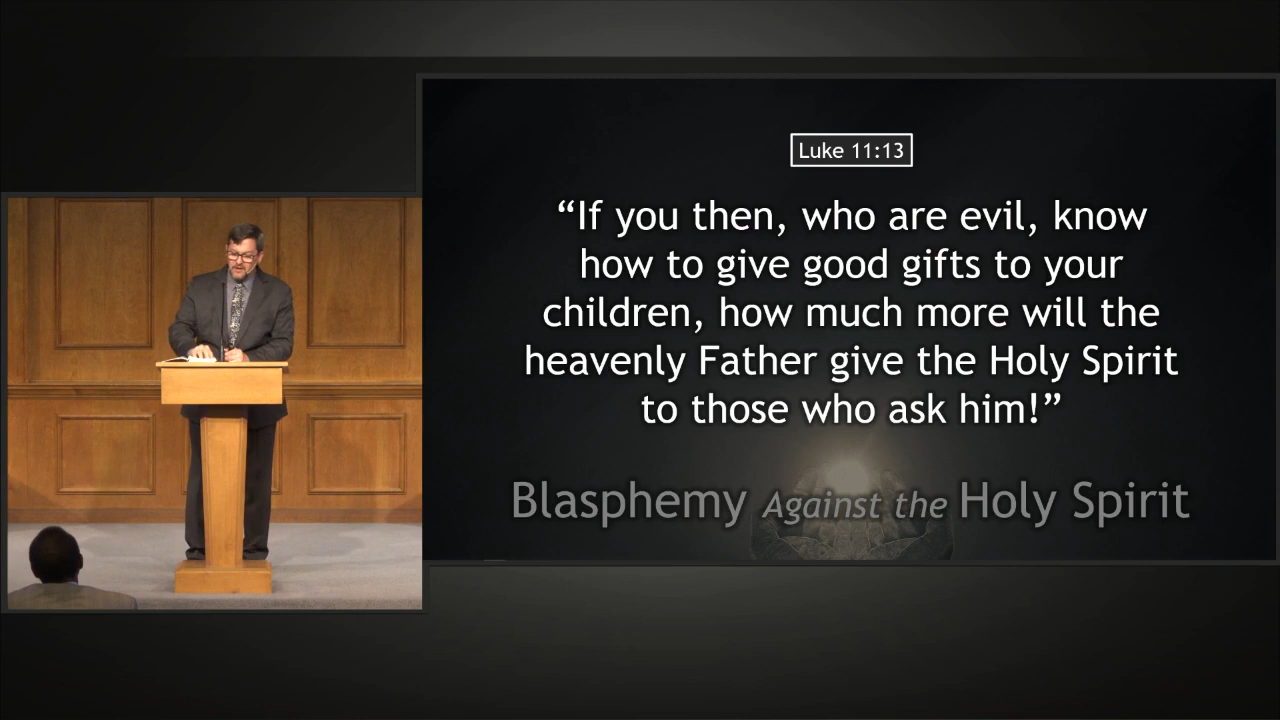 Luke 11:13
“If you then, who are evil, know
how to give good gifts to your
children, how much more will the
heavenly Father give the Holy Spirit
to those who ask him!”
Blasphemy Against the Holy Spirit